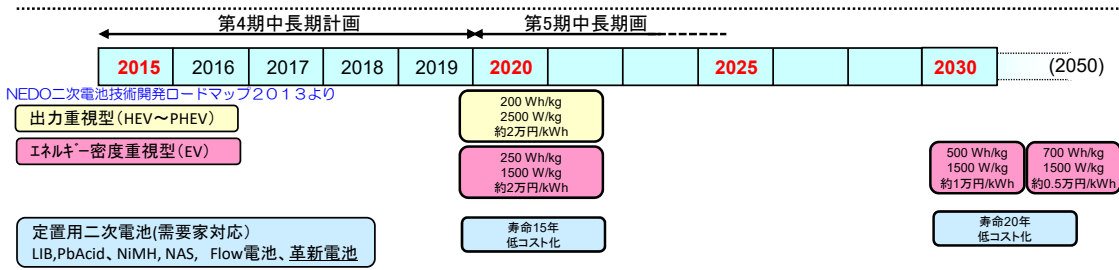 第4期中長期計画 第5期中長期画
2015 2016 2017 2018 2019 2020 2025 2030 (2050)
NEDO二次電池技術開発ロードマップ2013より
出力重視型(HEV～PHEV)
200 Wh/kg
2500 W/kg
約2万円/kWh
エネルギー密度重視型(EV)
250 Wh/kg
1500 W/kg
約2万円/kWh
500 Wh/kg
1500 W/kg
約1万円/kWh
700 Wh/kg
1500 W/kg
約0.5万円/kWh
定置用二次電池(需要家対応)
LIB,PbAcid、NiMH, NAS, Flow電池、革新電池
寿命15年
低コスト化
寿命20年
低コスト化